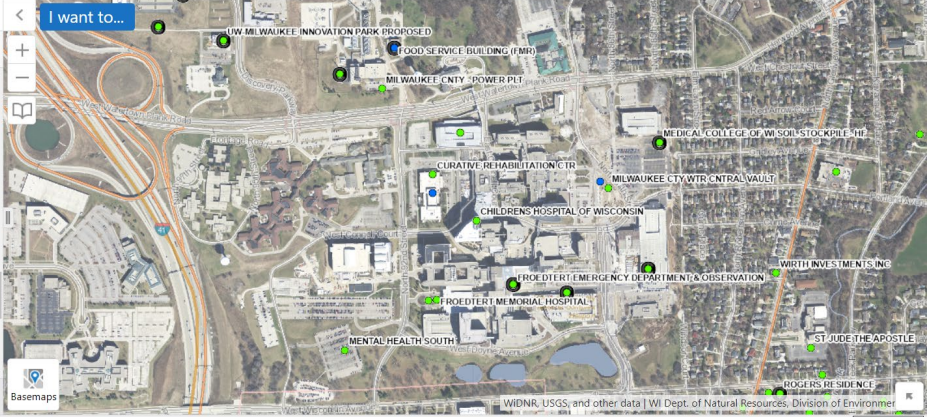 I want to...
UW-MILWAUKEE INNOVATION PARK PROPOSED
FOOD SERVICE BUILDING (FMR)
MILWAUKEE CNTY - POWER PLT
MEDICAL COLLEGE OF WI SOIL STOCKPILE - HF
CURATIVE REHABILITATION CTR
MILWAUKEE CTY WTR CNTRAL VAULT
CHILDRENS HOSPITAL OF WISCONSIN
41
WIRTH INVESTMENTS INC
FROEDTERT EMERGENCY DEPARTMENT & OBSERVATION
FROEDTERT MEMORIAL HOSPITAL
ST JUDE THE APOSTLE
MENTAL HEALTH SOUTH
ROGERS RESIDENCE
Basemaps
WiDNR, USGS, and other data | WI Dept. of Natural Resources, Division of Environmer